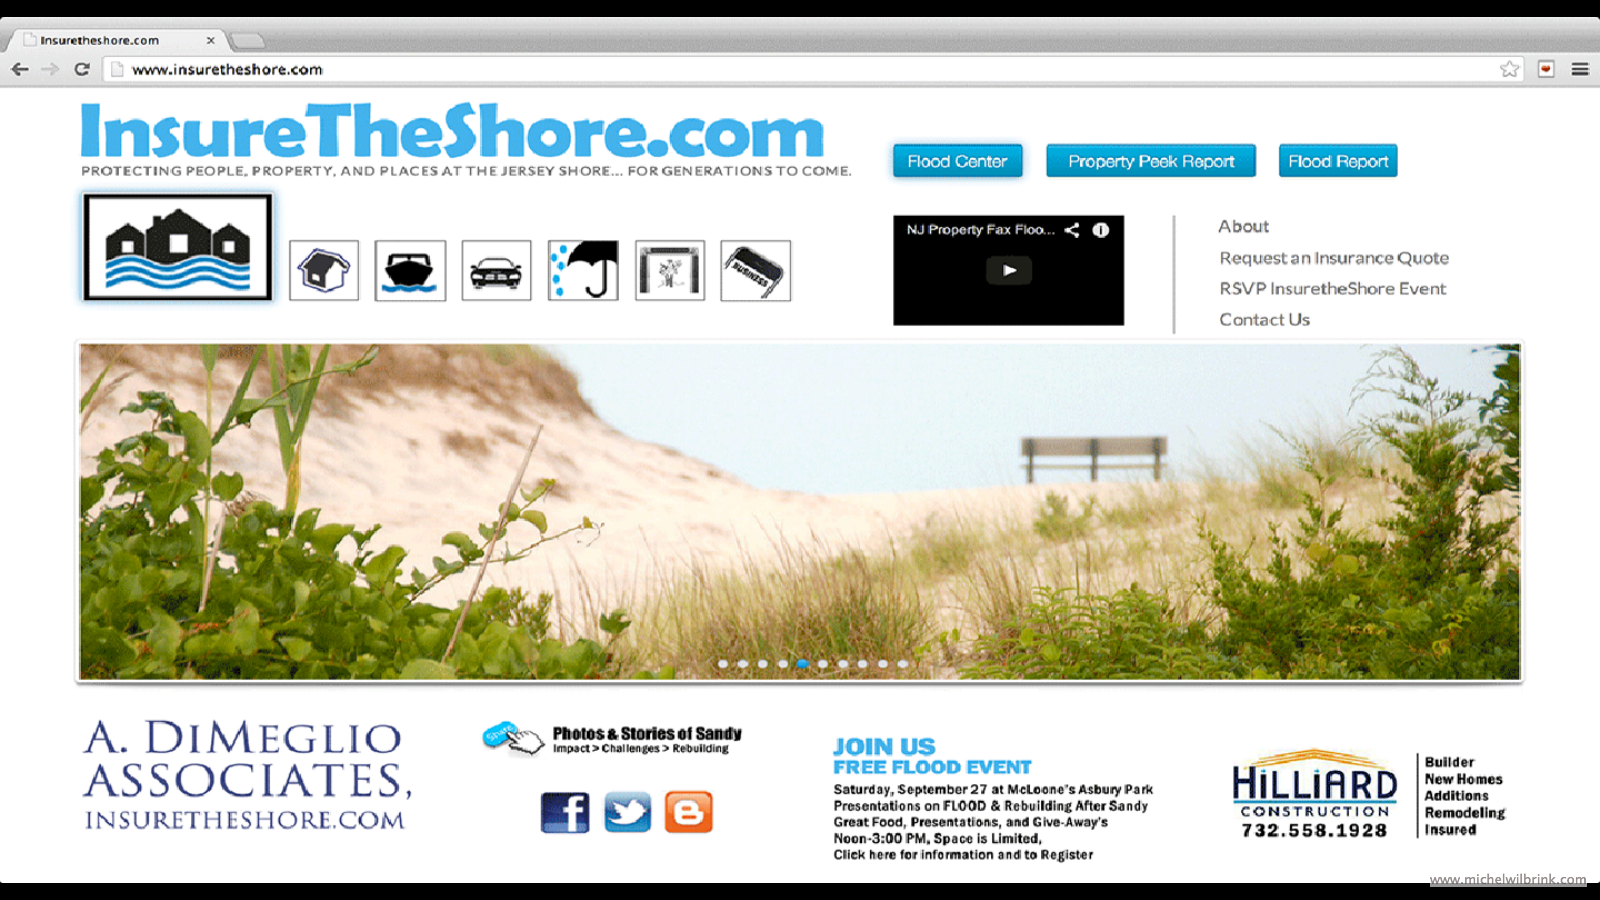 Insuretheshore.com
www.insuretheshore.com
InsureTheShore.com
PROTECTING PEOPLE, PROPERTY, AND PLACES AT THE JERSEY SHORE... FOR GENERATIONS TO COME.
Flood Center
Property Peek Report
Flood Report
BUSINESS
NJ Property Fax Floo...
About
Request an Insurance Quote
RSVP InsuretheShore Event
Contact Us
A. DIMEGLIO
ASSOCIATES,
INSURETHESHORE.COM
Share
Photos & Stories of Sandy
Impact > Challenges > Rebuilding
JOIN US
FREE FLOOD EVENT
Saturday, September 27 at McLoone's Asbury Park
Presentations on FLOOD & Rebuilding After Sandy
Great Food, Presentations, and Give-Away's
Noon-3:00 PM, Space is Limited,
Click here for information and to Register
HILLIARD
CONSTRUCTION
732.558.1928
Builder
New Homes
Additions
Remodeling
Insured
www.michelwilbrink.com